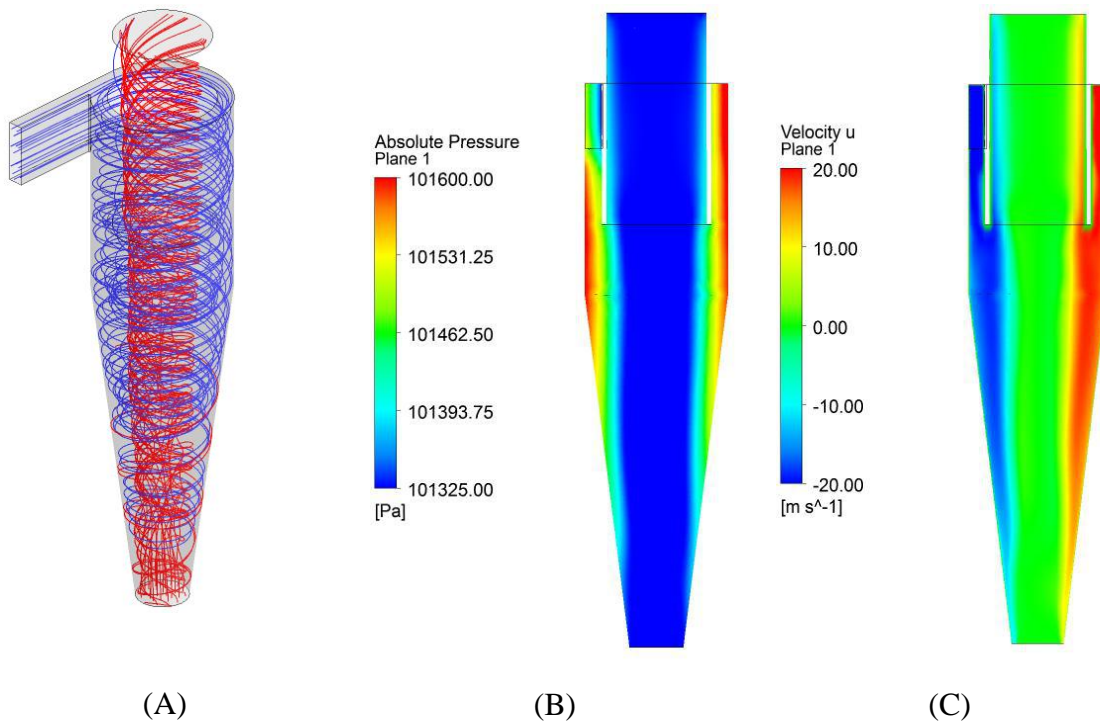 Absolute Pressure
Plane 1
101600.00
101531.25
101462.50
101393.75
101325.00
[Pa]
Velocity u
Plane 1
20.00
10.00
0.00
-10.00
-20.00
[m s^-1]
(A)
(B)
(C)